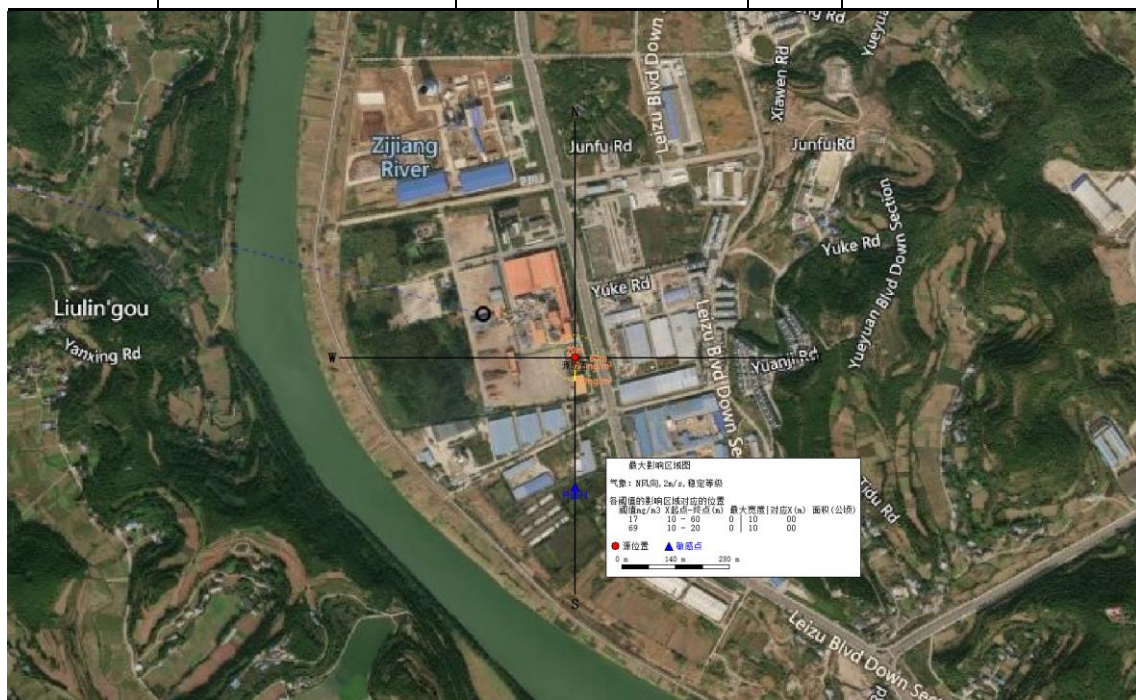 Leizu Blvd Down
Xiawen Rd
Zijiang
River
Junfu Rd
Junfu Rd
Yuke Rd
Yueyuan Blvd Down Section
Liulin'gou
Yuke Rd
N
Yanxing Rd
W
Yuanji Rd
Leizu Blvd Down Se
最大影响区域图
气象: N风向,2m/s,稳定等级
各阈值的影响区域对应的位置
阈值mg/m3 X起点-终点(m) 最大宽度|对应X(m) 面积(公顷)
17 10 - 60 0 | 10 00
69 10 - 20 0 | 10 00
源位置 敏感点
0 m 140 m 280 m
Tidu Rd
S
Leizu Blvd Down Sec
Rd